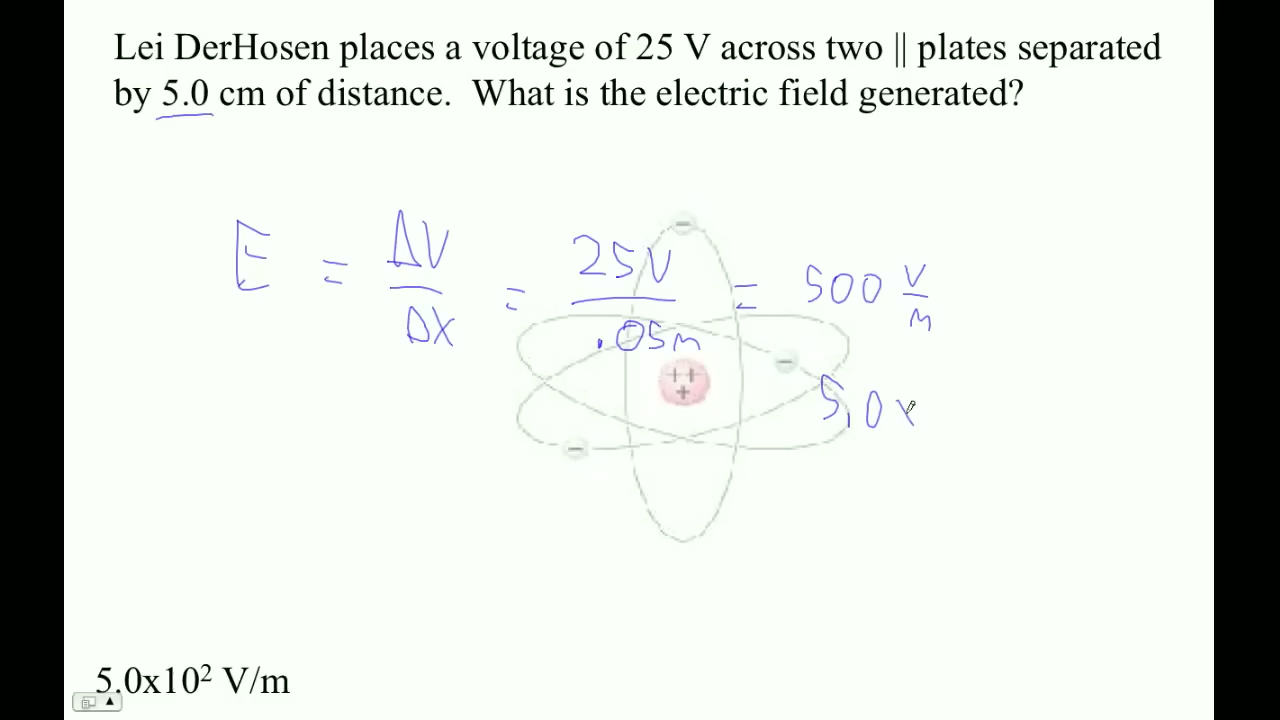 Lei DerHosen places a voltage of 25 V across two || plates separated
by 5.0 cm of distance. What is the electric field generated?
E = ΔV / ΔX = 25V / .05m = 500 V/m
5.0x
5.0x10² V/m